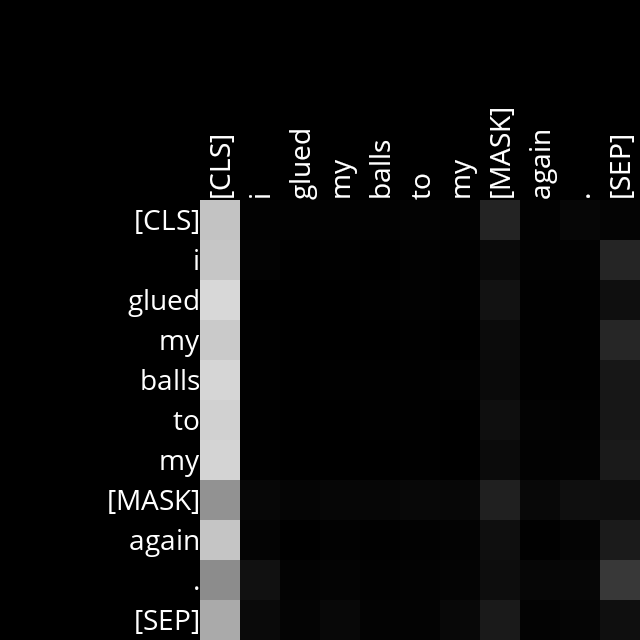 [CLS] i glued my balls to my [MASK] again . [SEP]
[CLS]
i
glued
my
balls
to
my
[MASK]
again
.
[SEP]